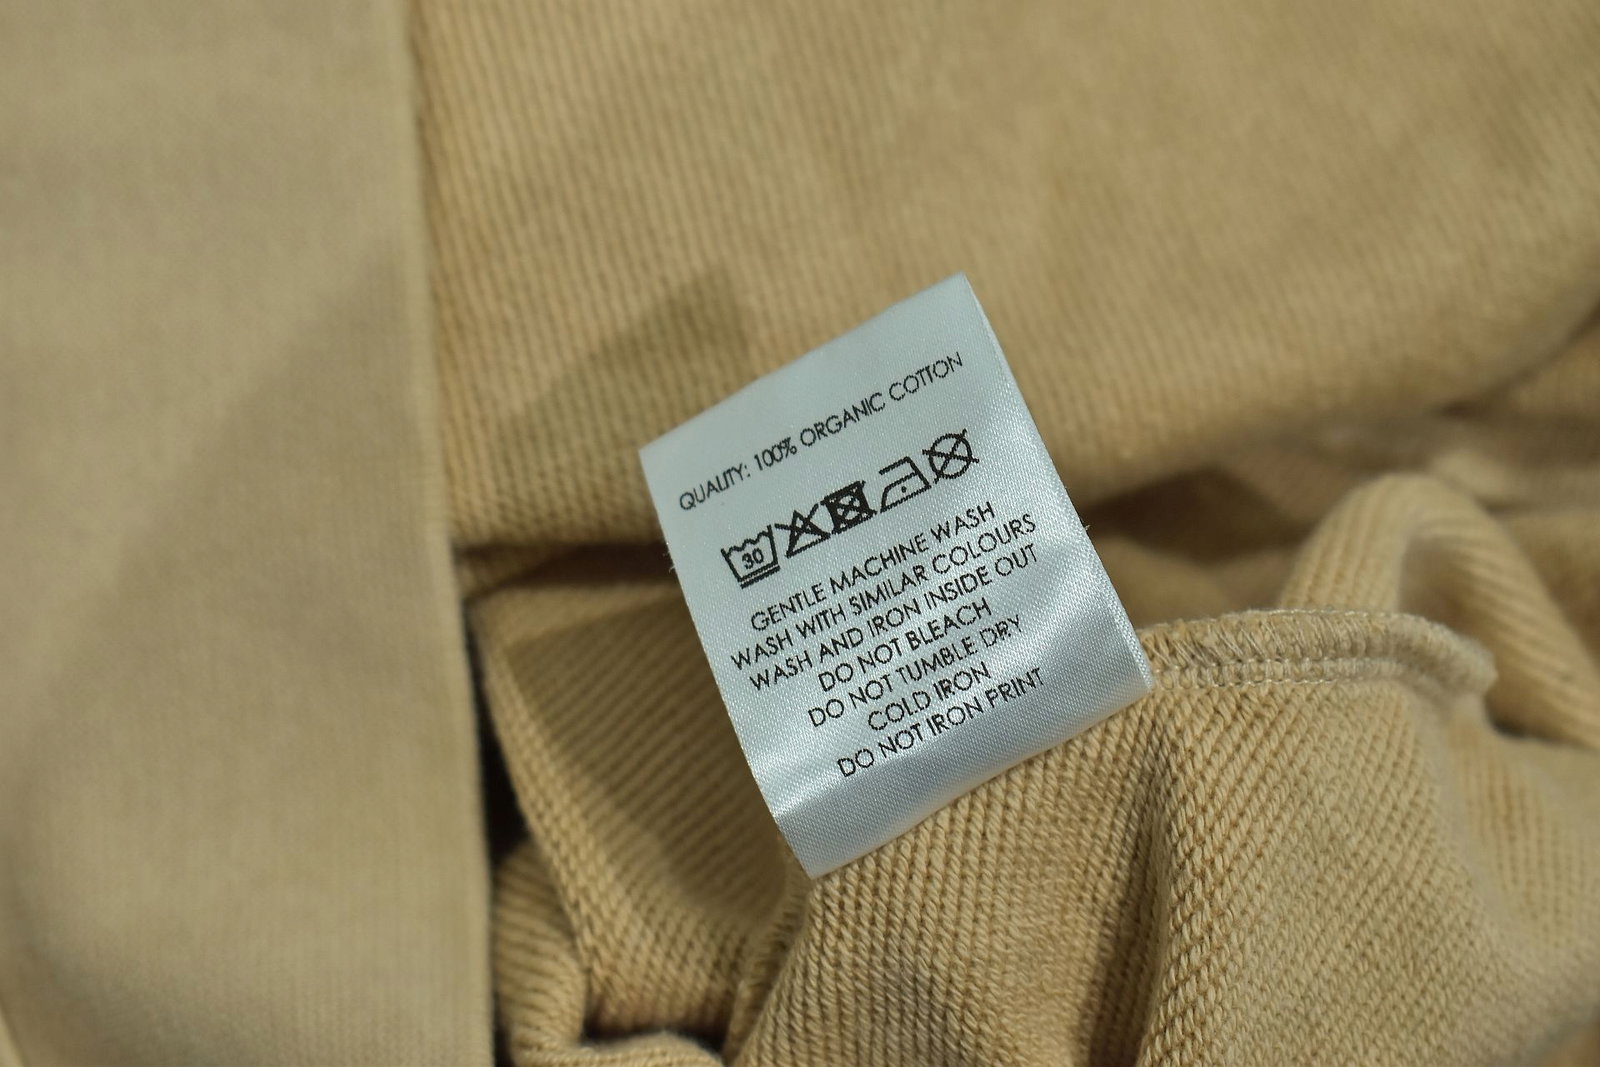 QUALITY: 100% ORGANIC COTTON
30
GENTLE MACHINE WASH
WASH WITH SIMILAR COLOURS
WASH AND IRON INSIDE OUT
DO NOT BLEACH
DO NOT TUMBLE DRY
COLD IRON
DO NOT IRON PRINT